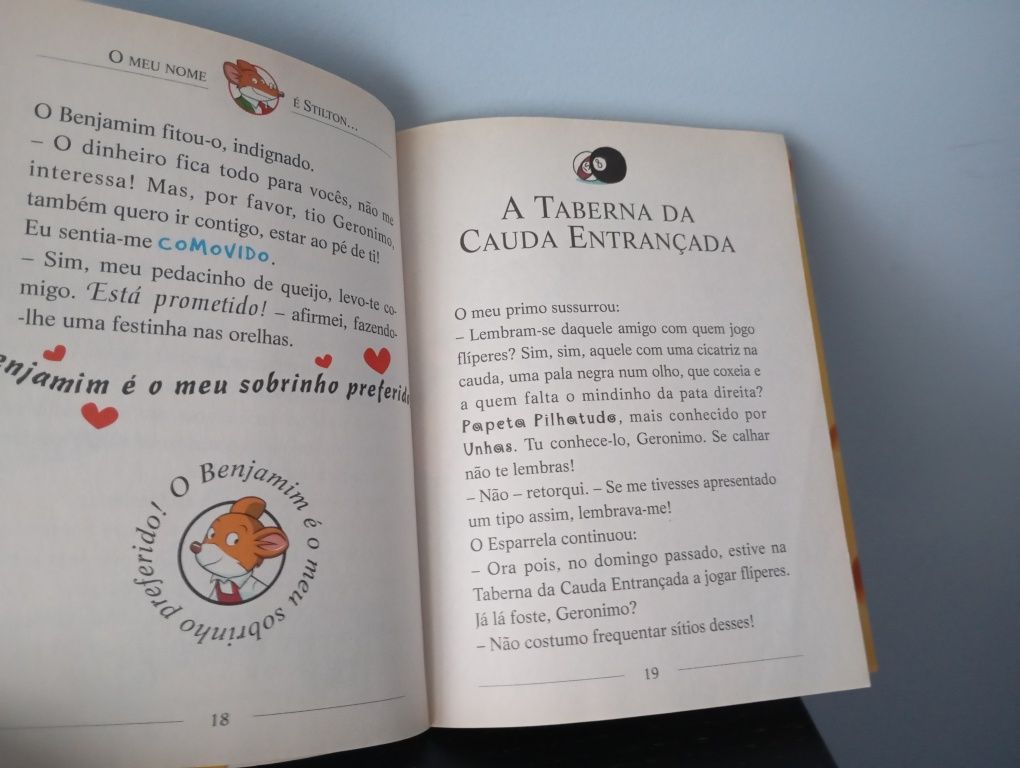 O MEU NOME É STILTON...
O Benjamim fitou-o, indignado.
– O dinheiro fica todo para vocês, não me
interessa! Mas, por favor, tio Geronimo,
também quero ir contigo, estar ao pé de ti!
Eu sentia-me COMOVIDO.
– Sim, meu pedacinho de queijo, levo-te co-
migo. Está prometido! – afirmei, fazendo-
-lhe uma festinha nas orelhas.
enjamim é o meu sobrinho preferido
O Benjamim é o meu sobrinho preferido!
18
8
A TABERNA DA
CAUDA ENTRANÇADA
O meu primo sussurrou:
– Lembram-se daquele amigo com quem jogo
flíperes? Sim, sim, aquele com uma cicatriz na
cauda, uma pala negra num olho, que coxeia e
a quem falta o mindinho da pata direita?
Papeta Pilhatudo, mais conhecido por
Unhas. Tu conhece-lo, Geronimo. Se calhar
não te lembras!
– Não – retorqui. – Se me tivesses apresentado
um tipo assim, lembrava-me!
O Esparrela continuou:
– Ora pois, no domingo passado, estive na
Taberna da Cauda Entrançada a jogar flíperes.
Já lá foste, Geronimo?
– Não costumo frequentar sítios desses!
19